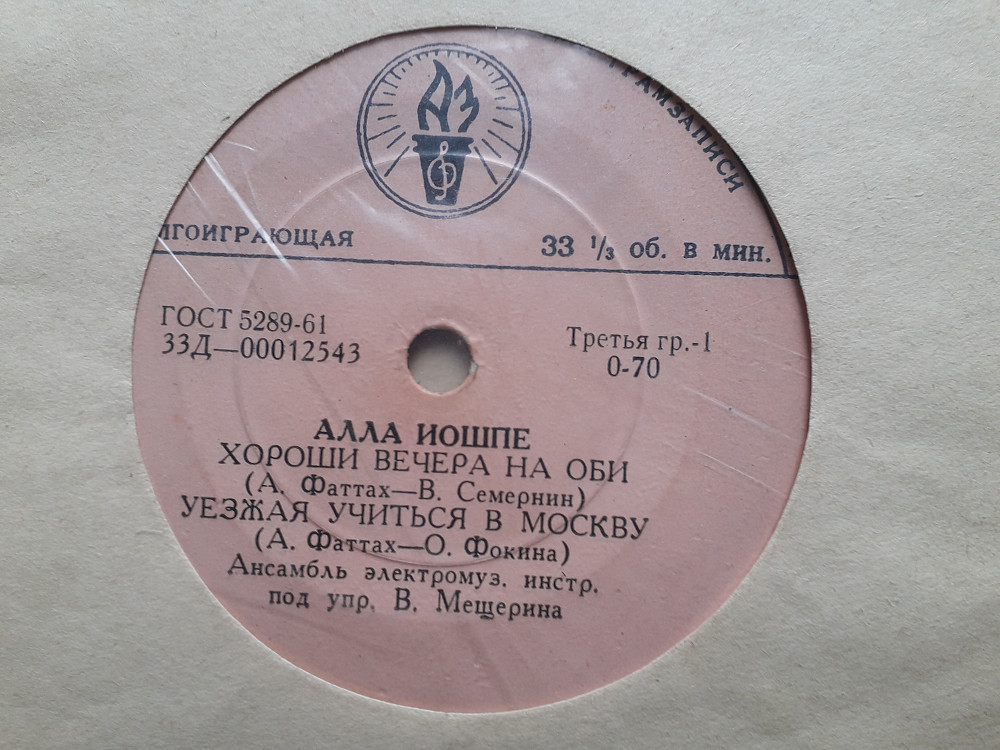 АЗ
ГРАМЗАПИСИ
ЛГОИГРАЮЩАЯ
33 1/3 об. в мин.
ГОСТ 5289-61
33Д—00012543
Третья гр.-1
0-70
АЛЛА ИОШПЕ
ХОРОШИ ВЕЧЕРА НА ОБИ
(А. Фаттах—В. Семернин)
УЕЗЖАЯ УЧИТЬСЯ В МОСКВУ
(А. Фаттах—О. Фокина)
Ансамбль электромуз. инстр.
под упр. В. Мещерина